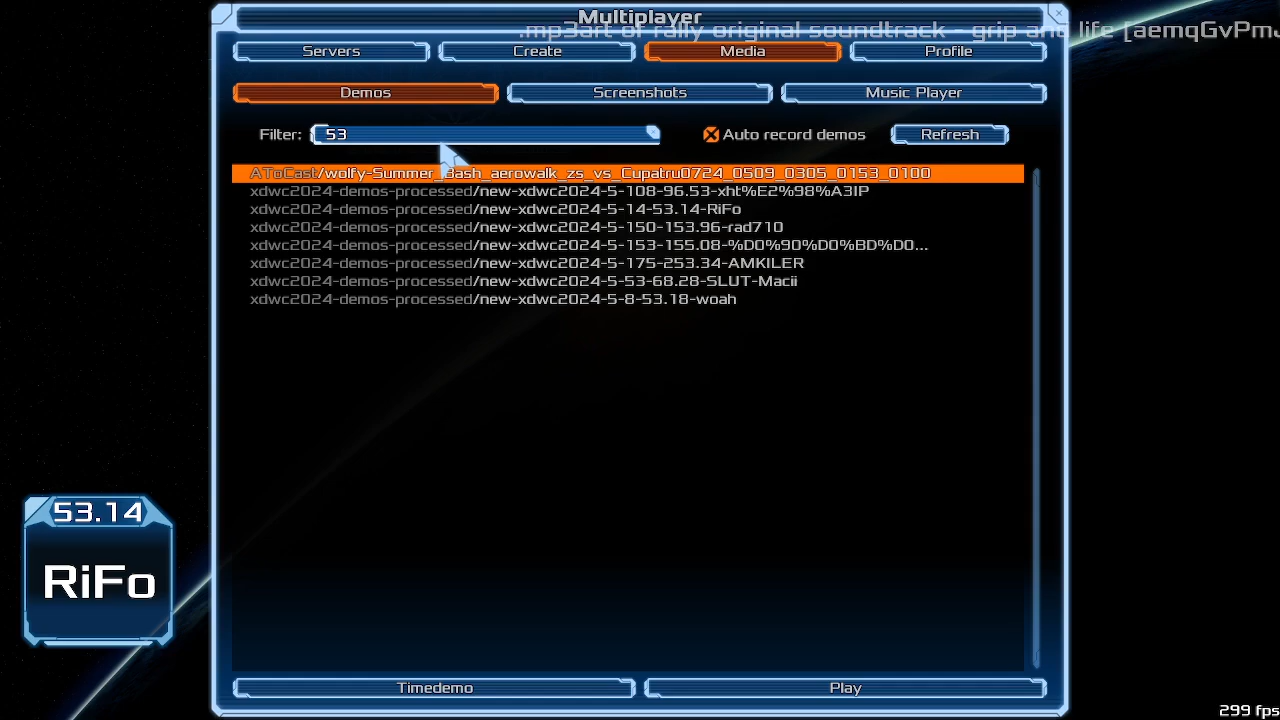 Multiplayer
.mp3art of rally original soundtrack - grip and life [aemqGvPmJ
Servers Create Media Profile
Demos Screenshots Music Player
Filter: 53 Auto record demos Refresh
AToCast/wolfy-Summer_Bash_aerowalk_zs_vs_Cupatru0724_0509_0305_0153_0100
xdwc2024-demos-processed/new-xdwc2024-5-108-96.53-xht%E2%98%A3IP
xdwc2024-demos-processed/new-xdwc2024-5-14-53.14-RiFo
xdwc2024-demos-processed/new-xdwc2024-5-150-153.96-rad710
xdwc2024-demos-processed/new-xdwc2024-5-153-155.08-%D0%90%D0%BD%D0...
xdwc2024-demos-processed/new-xdwc2024-5-175-253.34-AMKILER
xdwc2024-demos-processed/new-xdwc2024-5-53-68.28-SLUT-Macii
xdwc2024-demos-processed/new-xdwc2024-5-8-53.18-woah
53.14
RiFo
Timedemo Play
299 fps